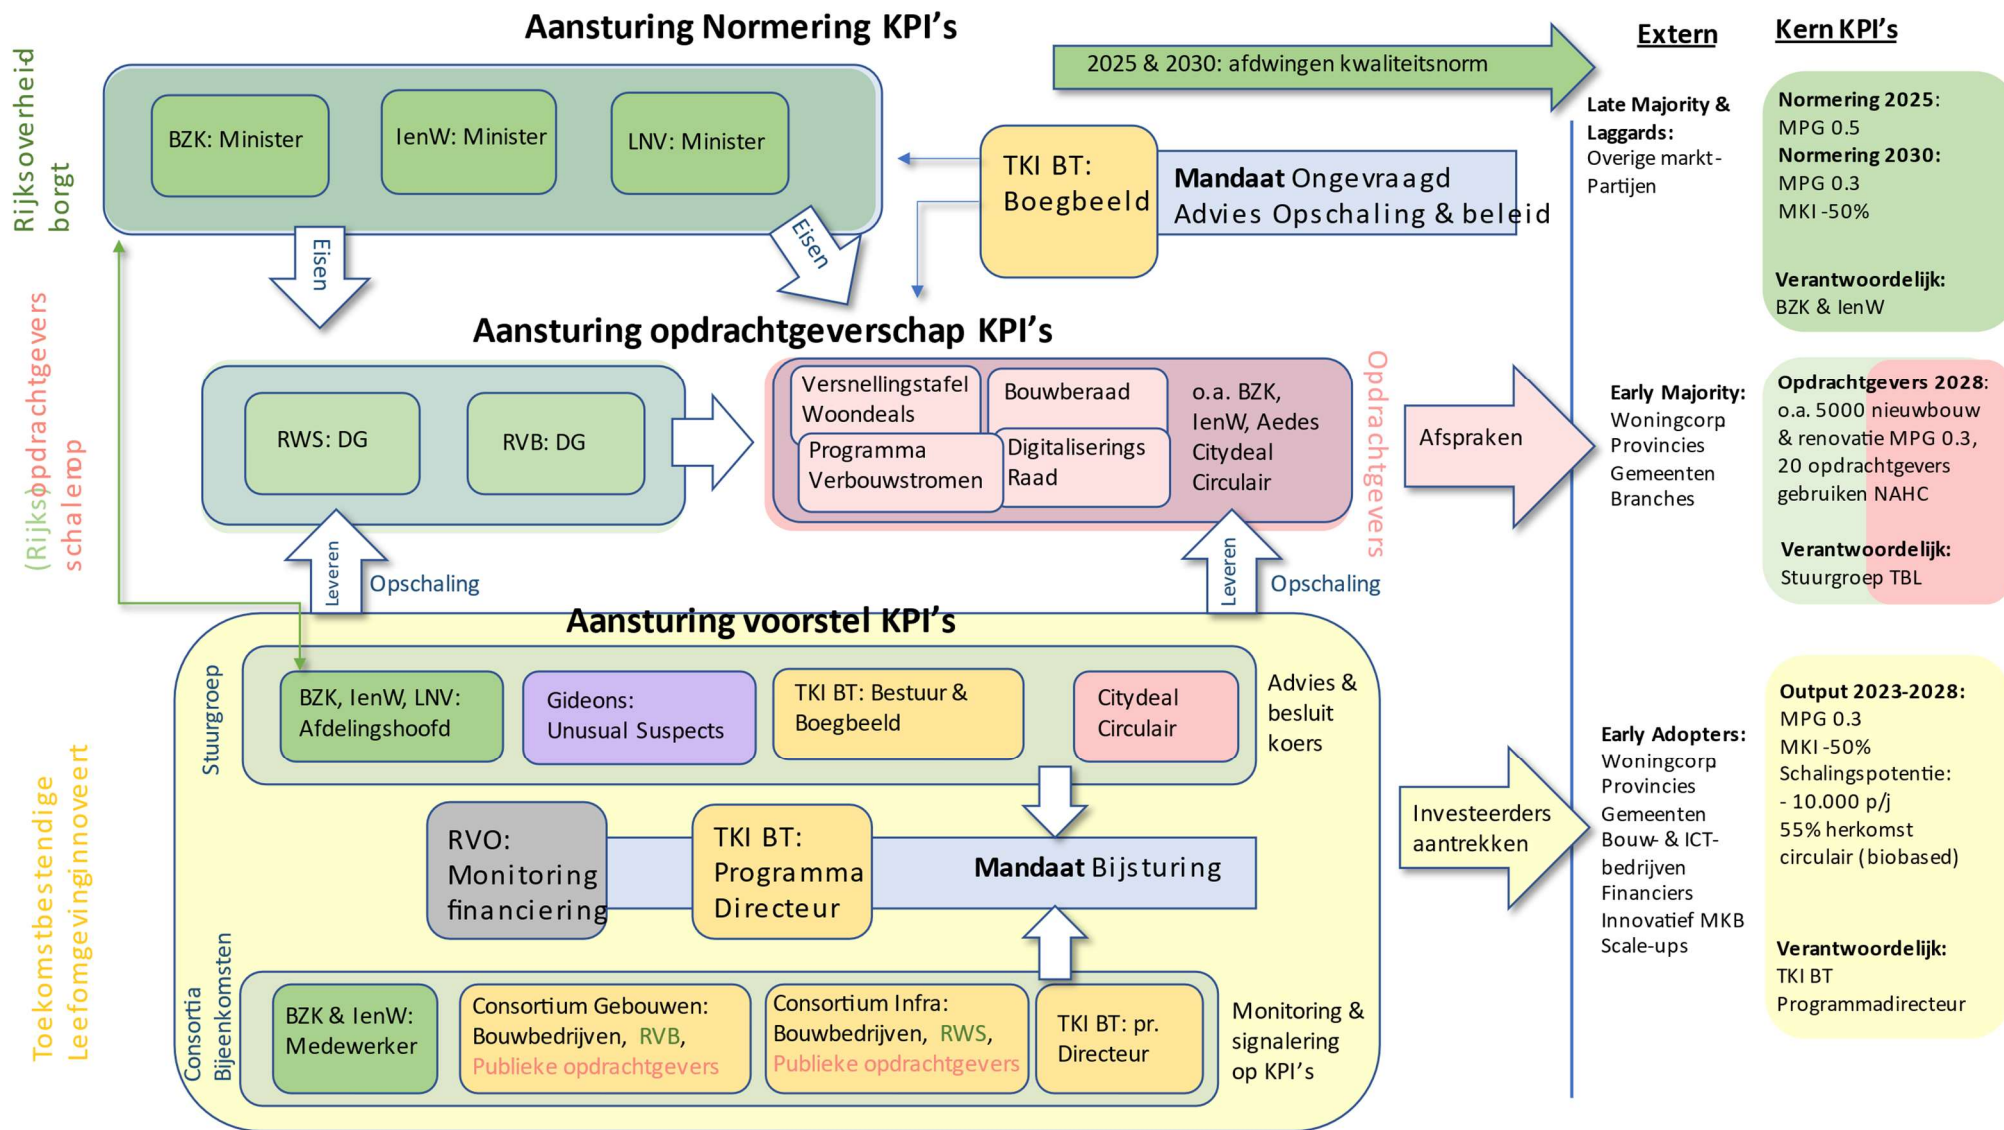 Aansturing Normering KPI's
2025 & 2030: afdwingen kwaliteitsnorm
Extern
Kern KPI's
Rijksoverheid
borgt
BZK: Minister
IenW: Minister
LNV: Minister
TKI BT:
Boegbeeld
Mandaat Ongevraagd
Advies Opschaling & beleid
Late Majority &
Laggards:
Overige markt-
Partijen
Normering 2025:
MPG 0.5
Normering 2030:
MPG 0.3
MKI -50%
Verantwoordelijk:
BZK & IenW
Eisen
Eisen
Aansturing opdrachtgeverschap KPI's
(Rijks)opdrachtgevers
schalen op
RWS: DG
RVB: DG
Versnellingstafel
Woondeals
Bouwberaad
Programma
Verbouwstromen
Digitaliserings
Raad
o.a. BZK,
IenW, Aedes
Citydeal
Circulair
Opdrachtgevers
Afspraken
Early Majority:
Woningcorp
Provincies
Gemeenten
Branches
Opdrachtgevers 2028:
o.a. 5000 nieuwbouw
& renovatie MPG 0.3,
20 opdrachtgevers
gebruiken NAHC
Verantwoordelijk:
Stuurgroep TBL
Leveren
Opschaling
Leveren
Opschaling
Aansturing voorstel KPI's
Toekomstbestendige
Leefomgeving innoveert
Stuurgroep
BZK, IenW, LNV:
Afdelingshoofd
Gideons:
Unusual Suspects
TKI BT: Bestuur &
Boegbeeld
Citydeal
Circulair
Advies &
besluit
koers
RVO:
Monitoring
financiering
TKI BT:
Programma
Directeur
Mandaat Bijsturing
Investeerders
aantrekken
Early Adopters:
Woningcorp
Provincies
Gemeenten
Bouw- & ICT-
bedrijven
Financiers
Innovatief MKB
Scale-ups
Output 2023-2028:
MPG 0.3
MKI -50%
Schalingspotentie:
- 10.000 p/j
55% herkomst
circulair (biobased)
Verantwoordelijk:
TKI BT
Programmadirecteur
Consortia
Bijeenkomsten
BZK & IenW:
Medewerker
Consortium Gebouwen:
Bouwbedrijven, RVB,
Publieke opdrachtgevers
Consortium Infra:
Bouwbedrijven, RWS,
Publieke opdrachtgevers
TKI BT: pr.
Directeur
Monitoring &
signalering
op KPI's